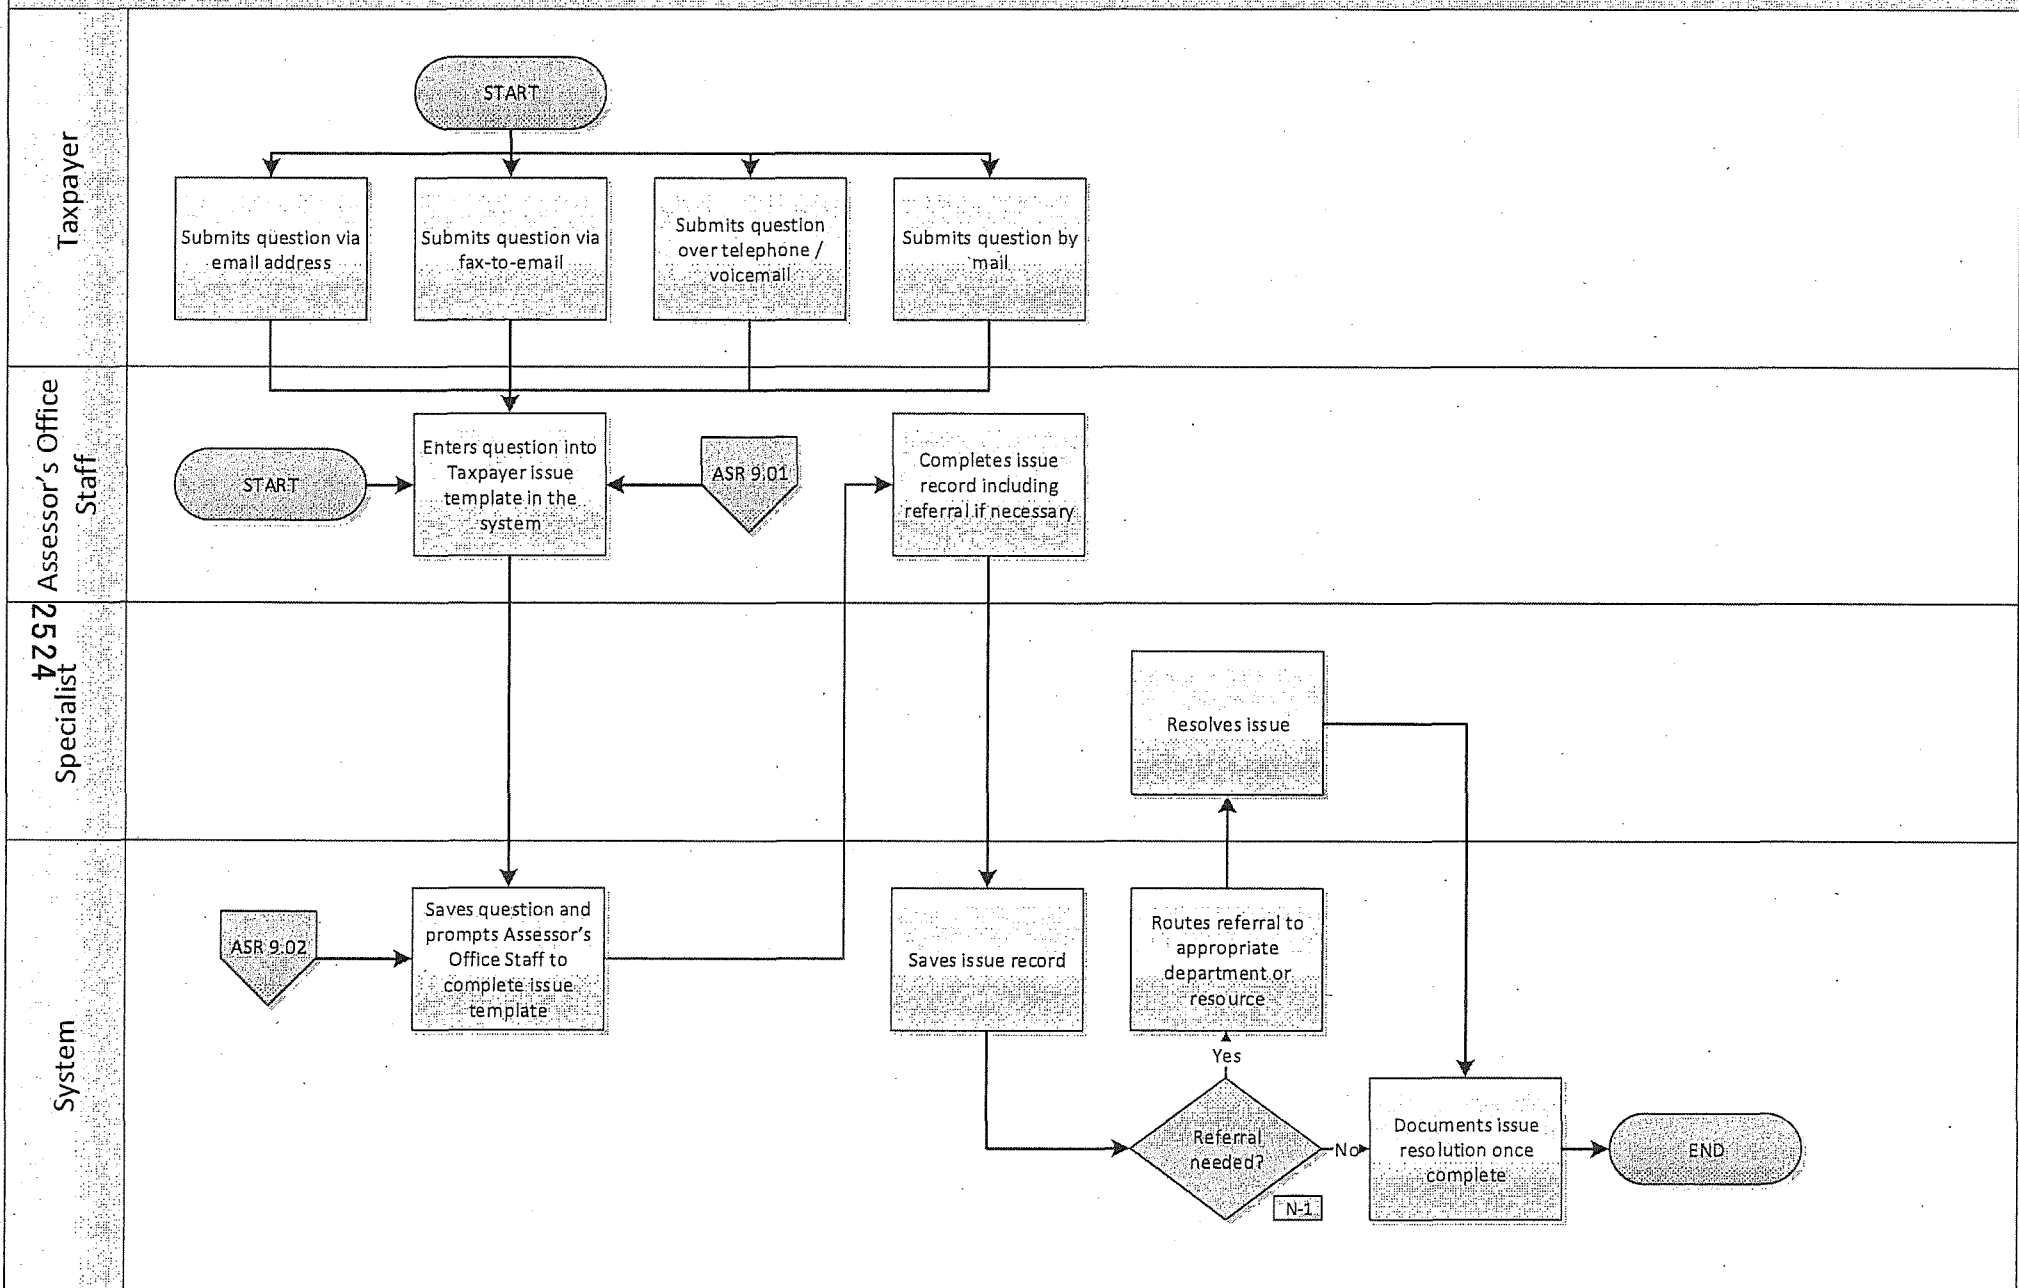 Taxpayer
START
Submits question via
email address
Submits question via
fax-to-email
Submits question
over telephone /
voicemail
Submits question by
mail
Assessor's Office
Staff
START
Enters question into
Taxpayer issue
template in the
system
ASR 9.01
Completes issue
record including
referral if necessary
2524
Specialist
Resolves issue
System
ASR 9.02
Saves question and
prompts Assessor's
Office Staff to
complete issue
template
Saves issue record
Routes referral to
appropriate
department or
resource
Yes
Referral
needed?
No
N-1
Documents issue
resolution once
complete
END